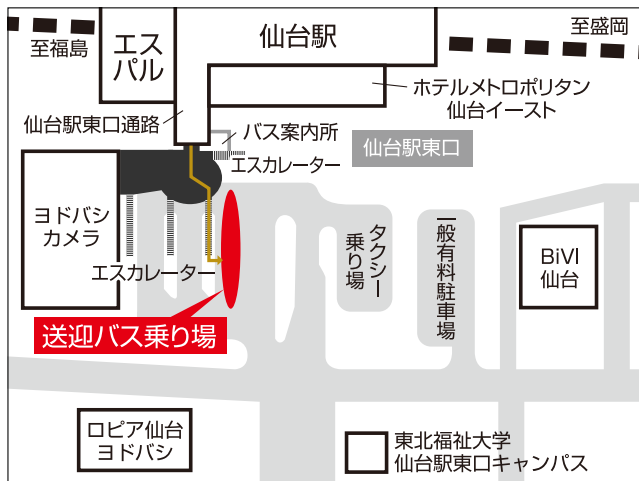 仙台駅
エス
パル
至福島
至盛岡
ホテルメトロポリタン
仙台イースト
仙台駅東口通路
バス案内所
エスカレーター
仙台駅東口
ヨドバシ
カメラ
エスカレーター
タクシー
乗り場
一般有料駐車場
BiVI
仙台
送迎バス乗り場
ロピア仙台
ヨドバシ
東北福祉大学
仙台駅東口キャンパス